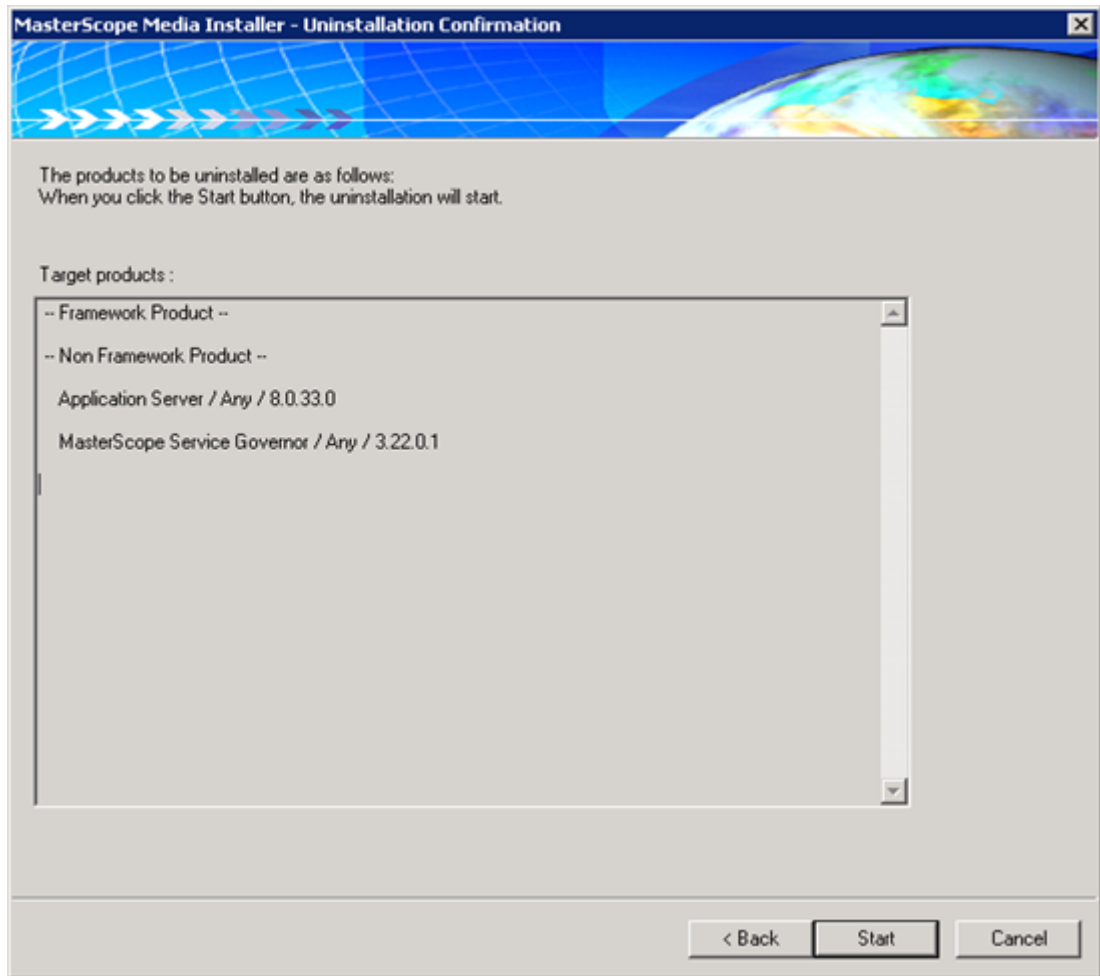 MasterScope Media Installer - Uninstallation Confirmation
The products to be uninstalled are as follows:
When you click the Start button, the uninstallation will start.
Target products :
-- Framework Product --
-- Non Framework Product --
Application Server / Any / 8.0.33.0
MasterScope Service Governor / Any / 3.22.0.1
< Back
Start
Cancel